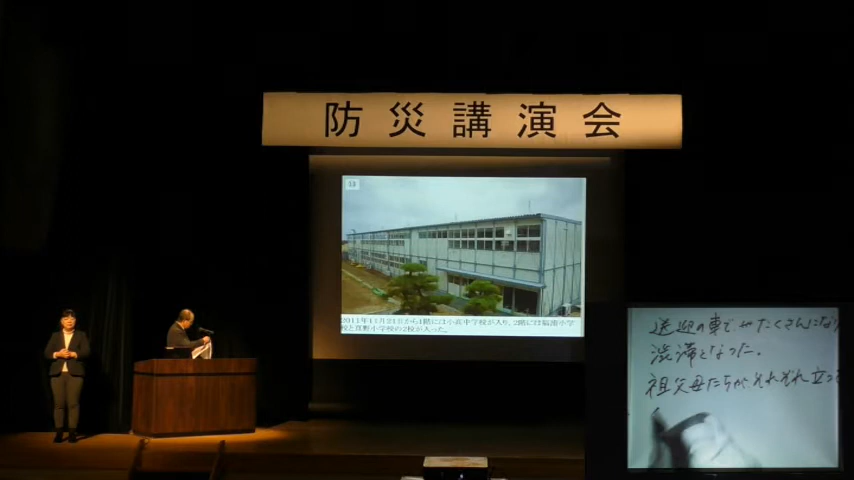 防災講演会
13
2011年11月21日から1階には小高中学校が入り、2階には福浦小学
校と真野小学校の2校が入った。
送迎の車でたくさんになり
渋滞となった。
祖父母たちがそれぞれ立っ